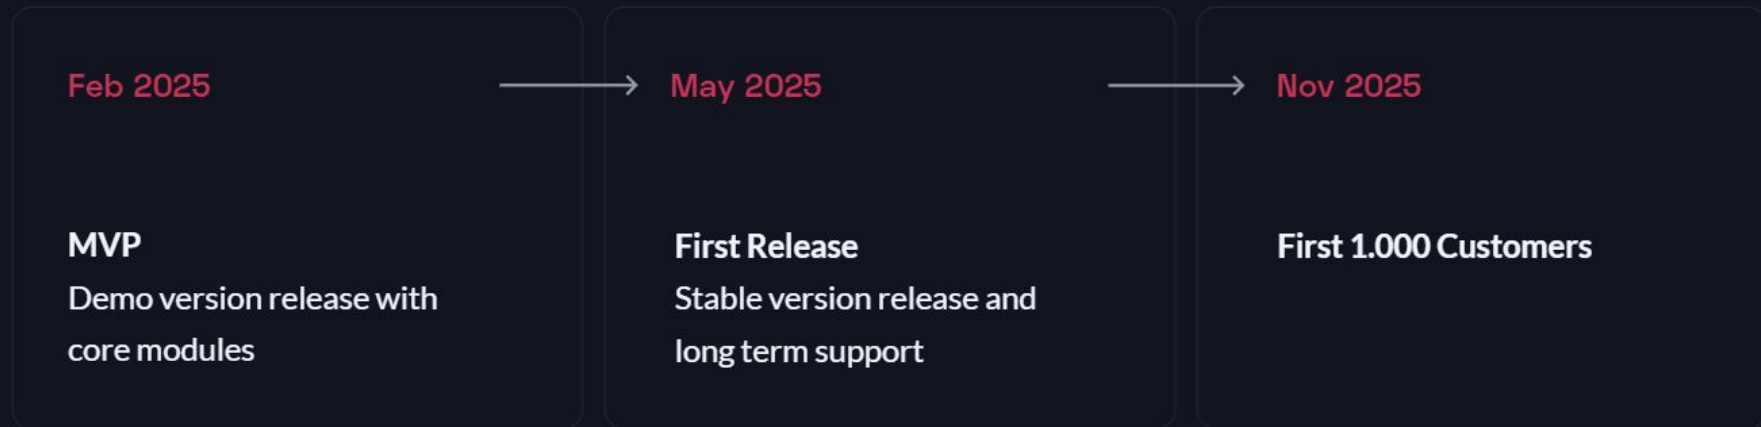 Feb 2025
May 2025
Nov 2025
MVP
Demo version release with
core modules
First Release
Stable version release and
long term support
First 1.000 Customers